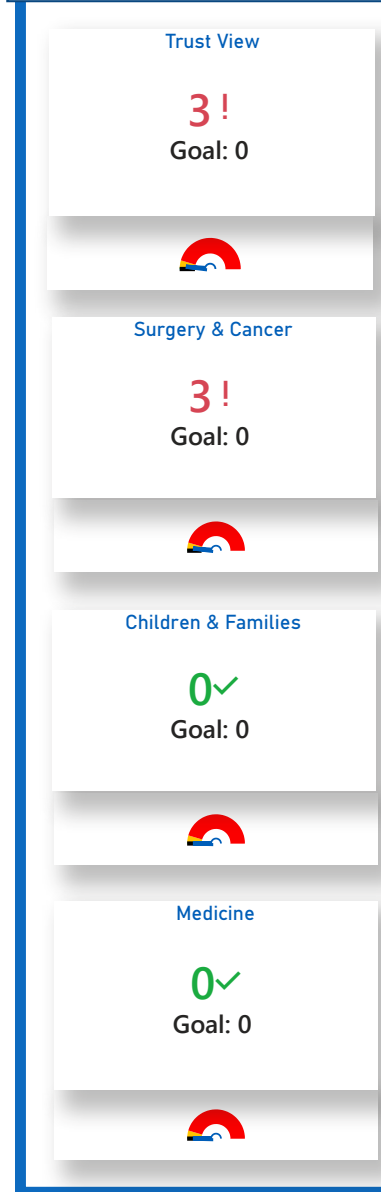 Trust View
3 !
Goal: 0
Surgery & Cancer
3 !
Goal: 0
Children & Families
0✓
Goal: 0
Medicine
0✓
Goal: 0